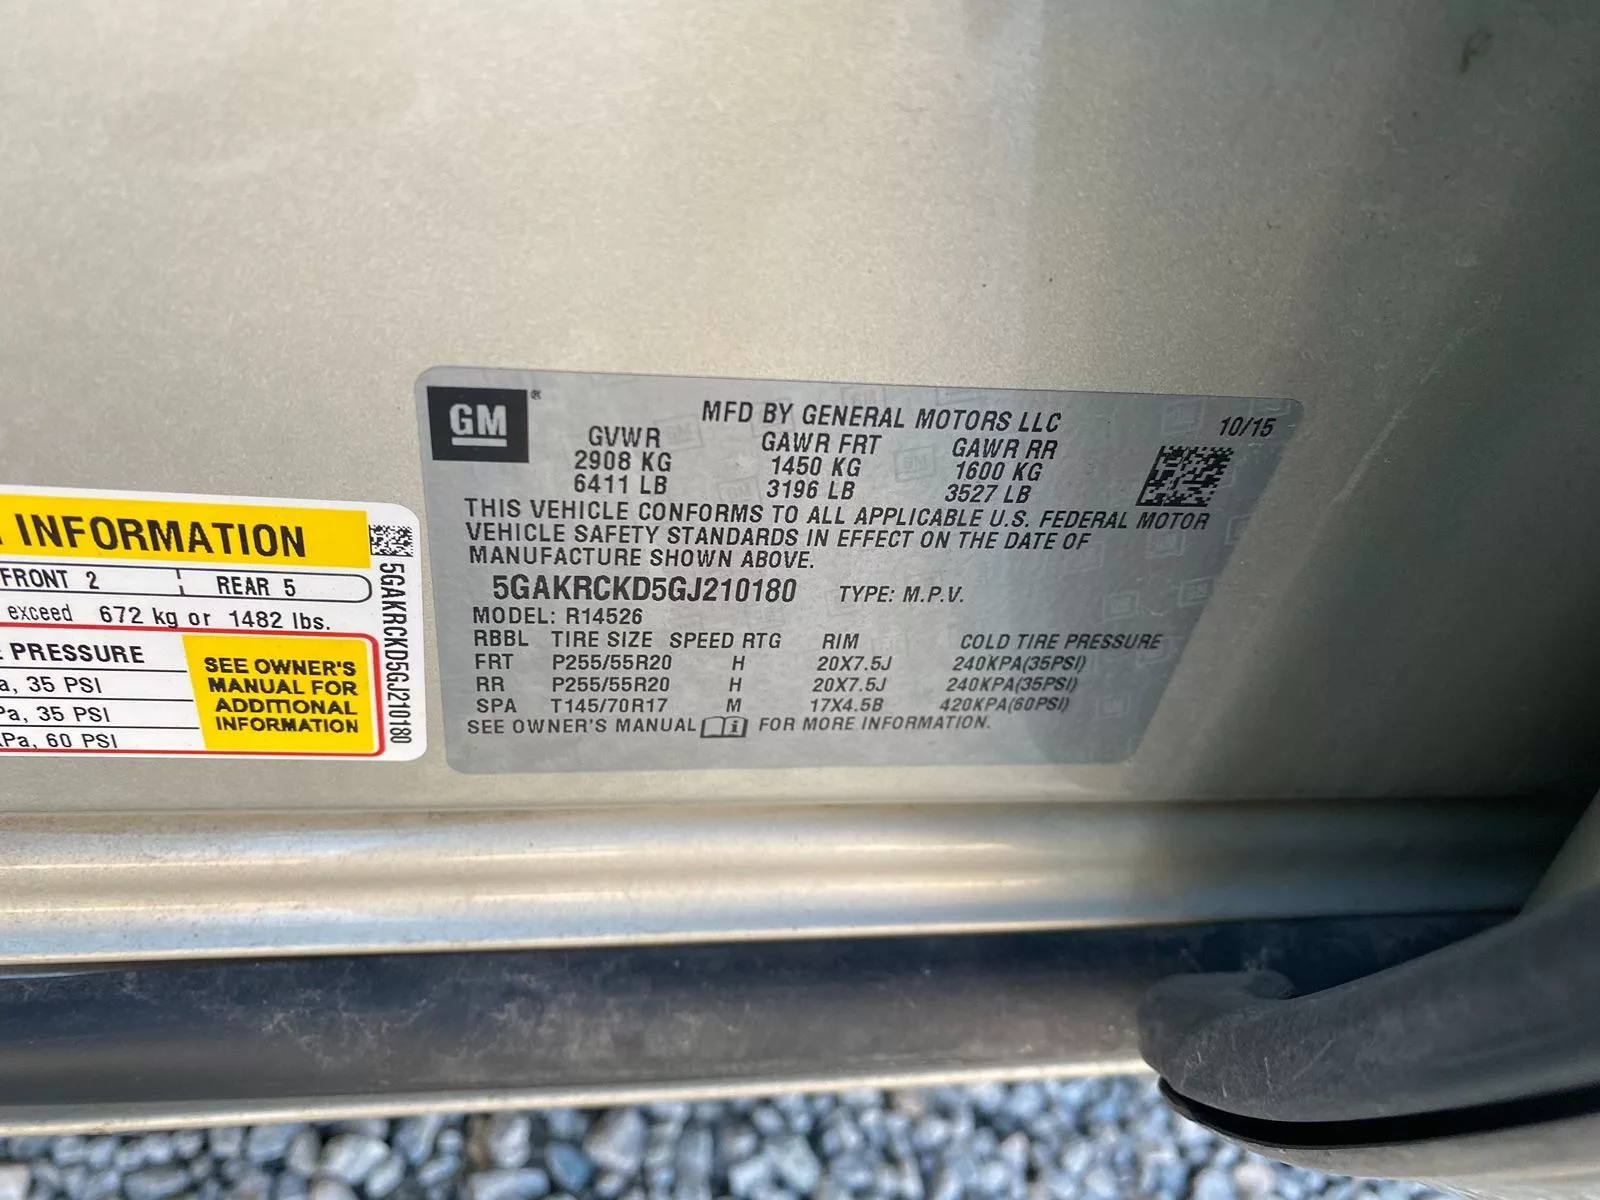 INFORMATION
FRONT 2 REAR 5
exceed 672 kg or 1482 lbs.
PRESSURE
a, 35 PSI
Pa, 35 PSI
Pa, 60 PSI
SEE OWNER'S
MANUAL FOR
ADDITIONAL
INFORMATION
5GAKRCKD5GJ210180
GM ®
MFD BY GENERAL MOTORS LLC 10/15
GVWR GAWR FRT GAWR RR
2908 KG 1450 KG 1600 KG
6411 LB 3196 LB 3527 LB
THIS VEHICLE CONFORMS TO ALL APPLICABLE U.S. FEDERAL MOTOR
VEHICLE SAFETY STANDARDS IN EFFECT ON THE DATE OF
MANUFACTURE SHOWN ABOVE.
5GAKRCKD5GJ210180 TYPE: M.P.V.
MODEL: R14526
RBBL TIRE SIZE SPEED RTG RIM COLD TIRE PRESSURE
FRT P255/55R20 H 20X7.5J 240KPA(35PSI)
RR P255/55R20 H 20X7.5J 240KPA(35PSI)
SPA T145/70R17 M 17X4.5B 420KPA(60PSI)
SEE OWNER'S MANUAL FOR MORE INFORMATION.